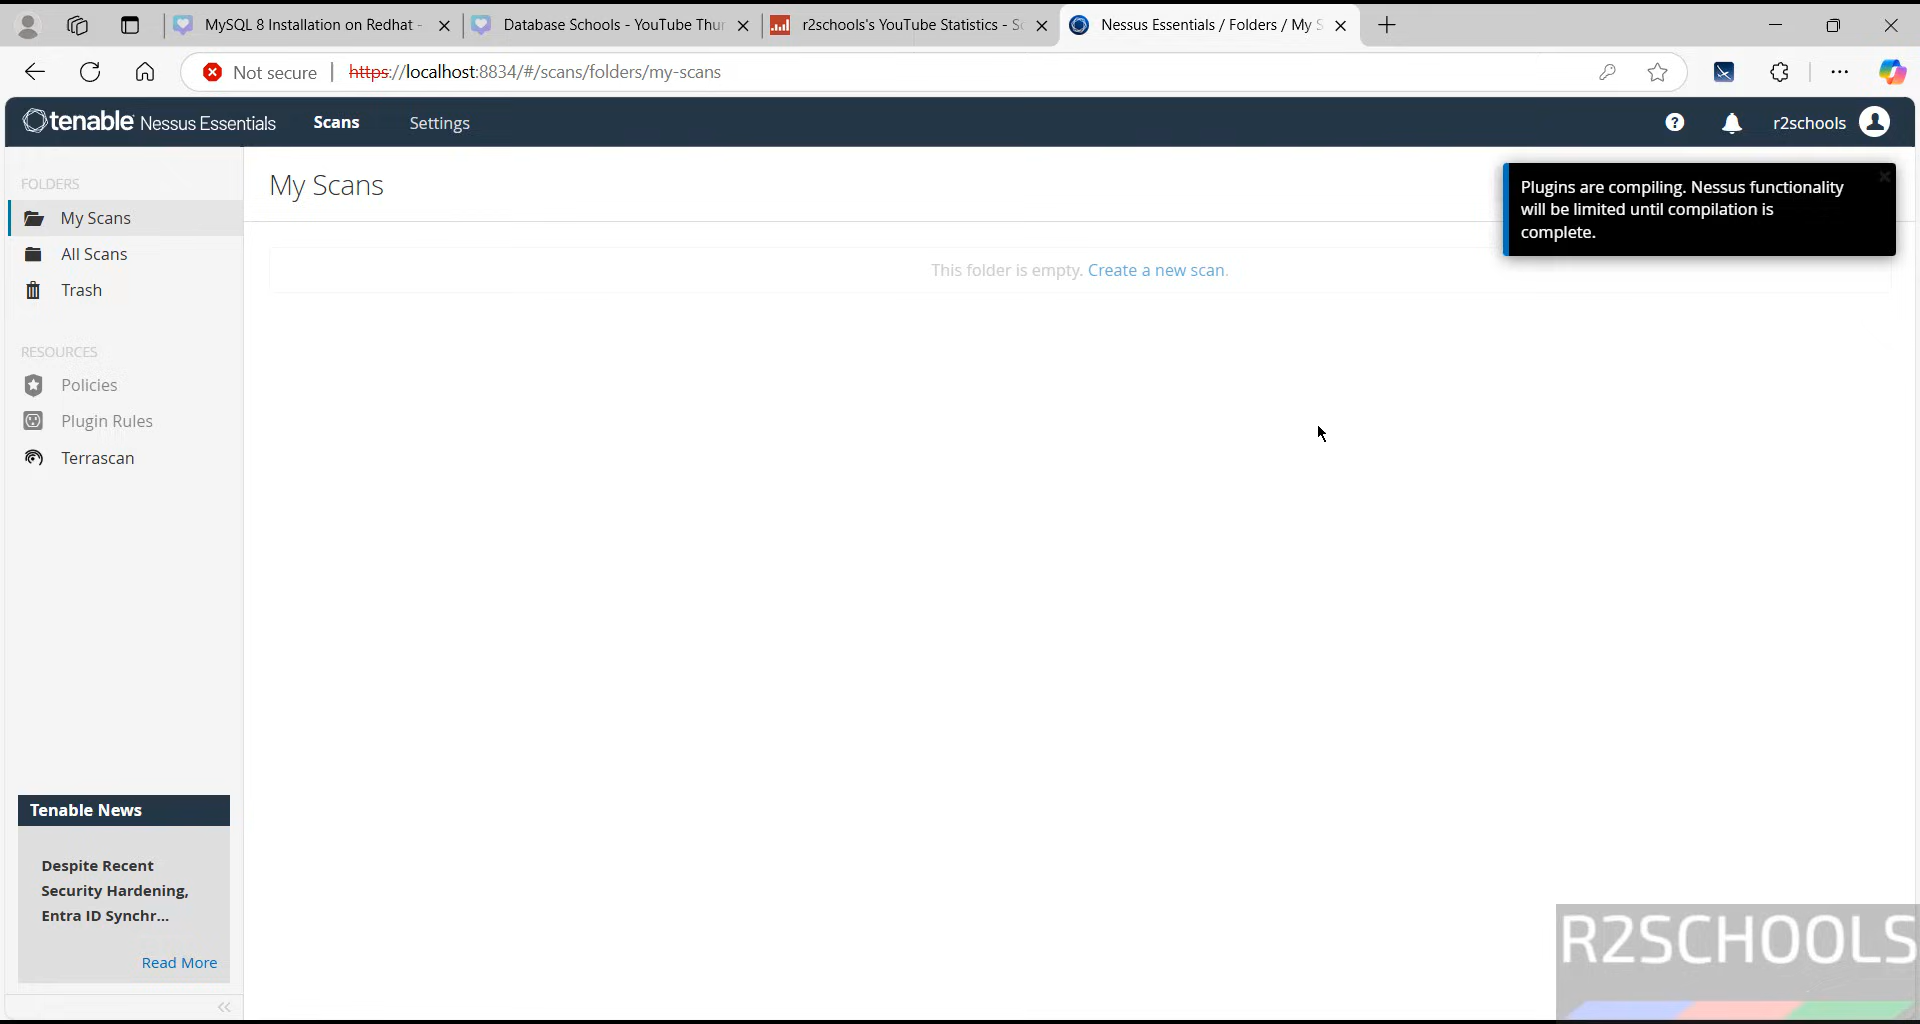 MySQL 8 Installation on Redhat -
Database Schools - YouTube Thu
r2schools's YouTube Statistics - S
Nessus Essentials / Folders / My S
Not secure
https://localhost:8834/#/scans/folders/my-scans
tenable Nessus Essentials
Scans
Settings
r2schools
FOLDERS
My Scans
All Scans
Trash
RESOURCES
Policies
Plugin Rules
Terrascan
My Scans
Plugins are compiling. Nessus functionality
will be limited until compilation is
complete.
This folder is empty. Create a new scan.
Tenable News
Despite Recent
Security Hardening,
Entra ID Synchr...
Read More
R2SCHOOLS